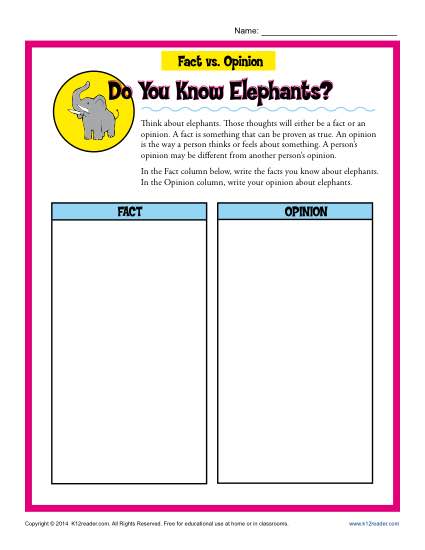 Name:
Fact vs. Opinion
Do You Know Elephants?
Think about elephants. Those thoughts will either be a fact or an
opinion. A fact is something that can be proven as true. An opinion
is the way a person thinks or feels about something. A person's
opinion may be different from another person's opinion.
In the Fact column below, write the facts you know about elephants.
In the Opinion column, write your opinion about elephants.
FACT
OPINION
Copyright © 2014 K12reader.com. All Rights Reserved. Free for educational use at home or in classrooms.
www.k12reader.com